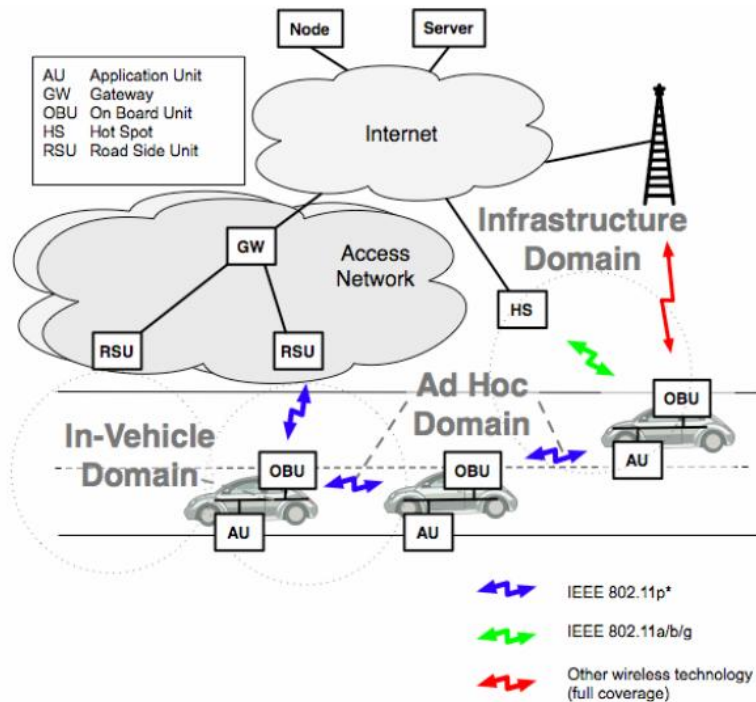 Node
Server
AU Application Unit
GW Gateway
OBU On Board Unit
HS Hot Spot
RSU Road Side Unit
Internet
Infrastructure
Domain
GW
Access
Network
HS
RSU
RSU
Ad Hoc
Domain
OBU
In-Vehicle
Domain
OBU
OBU
AU
AU
AU
IEEE 802.11p*
IEEE 802.11a/b/g
Other wireless technology
(full coverage)